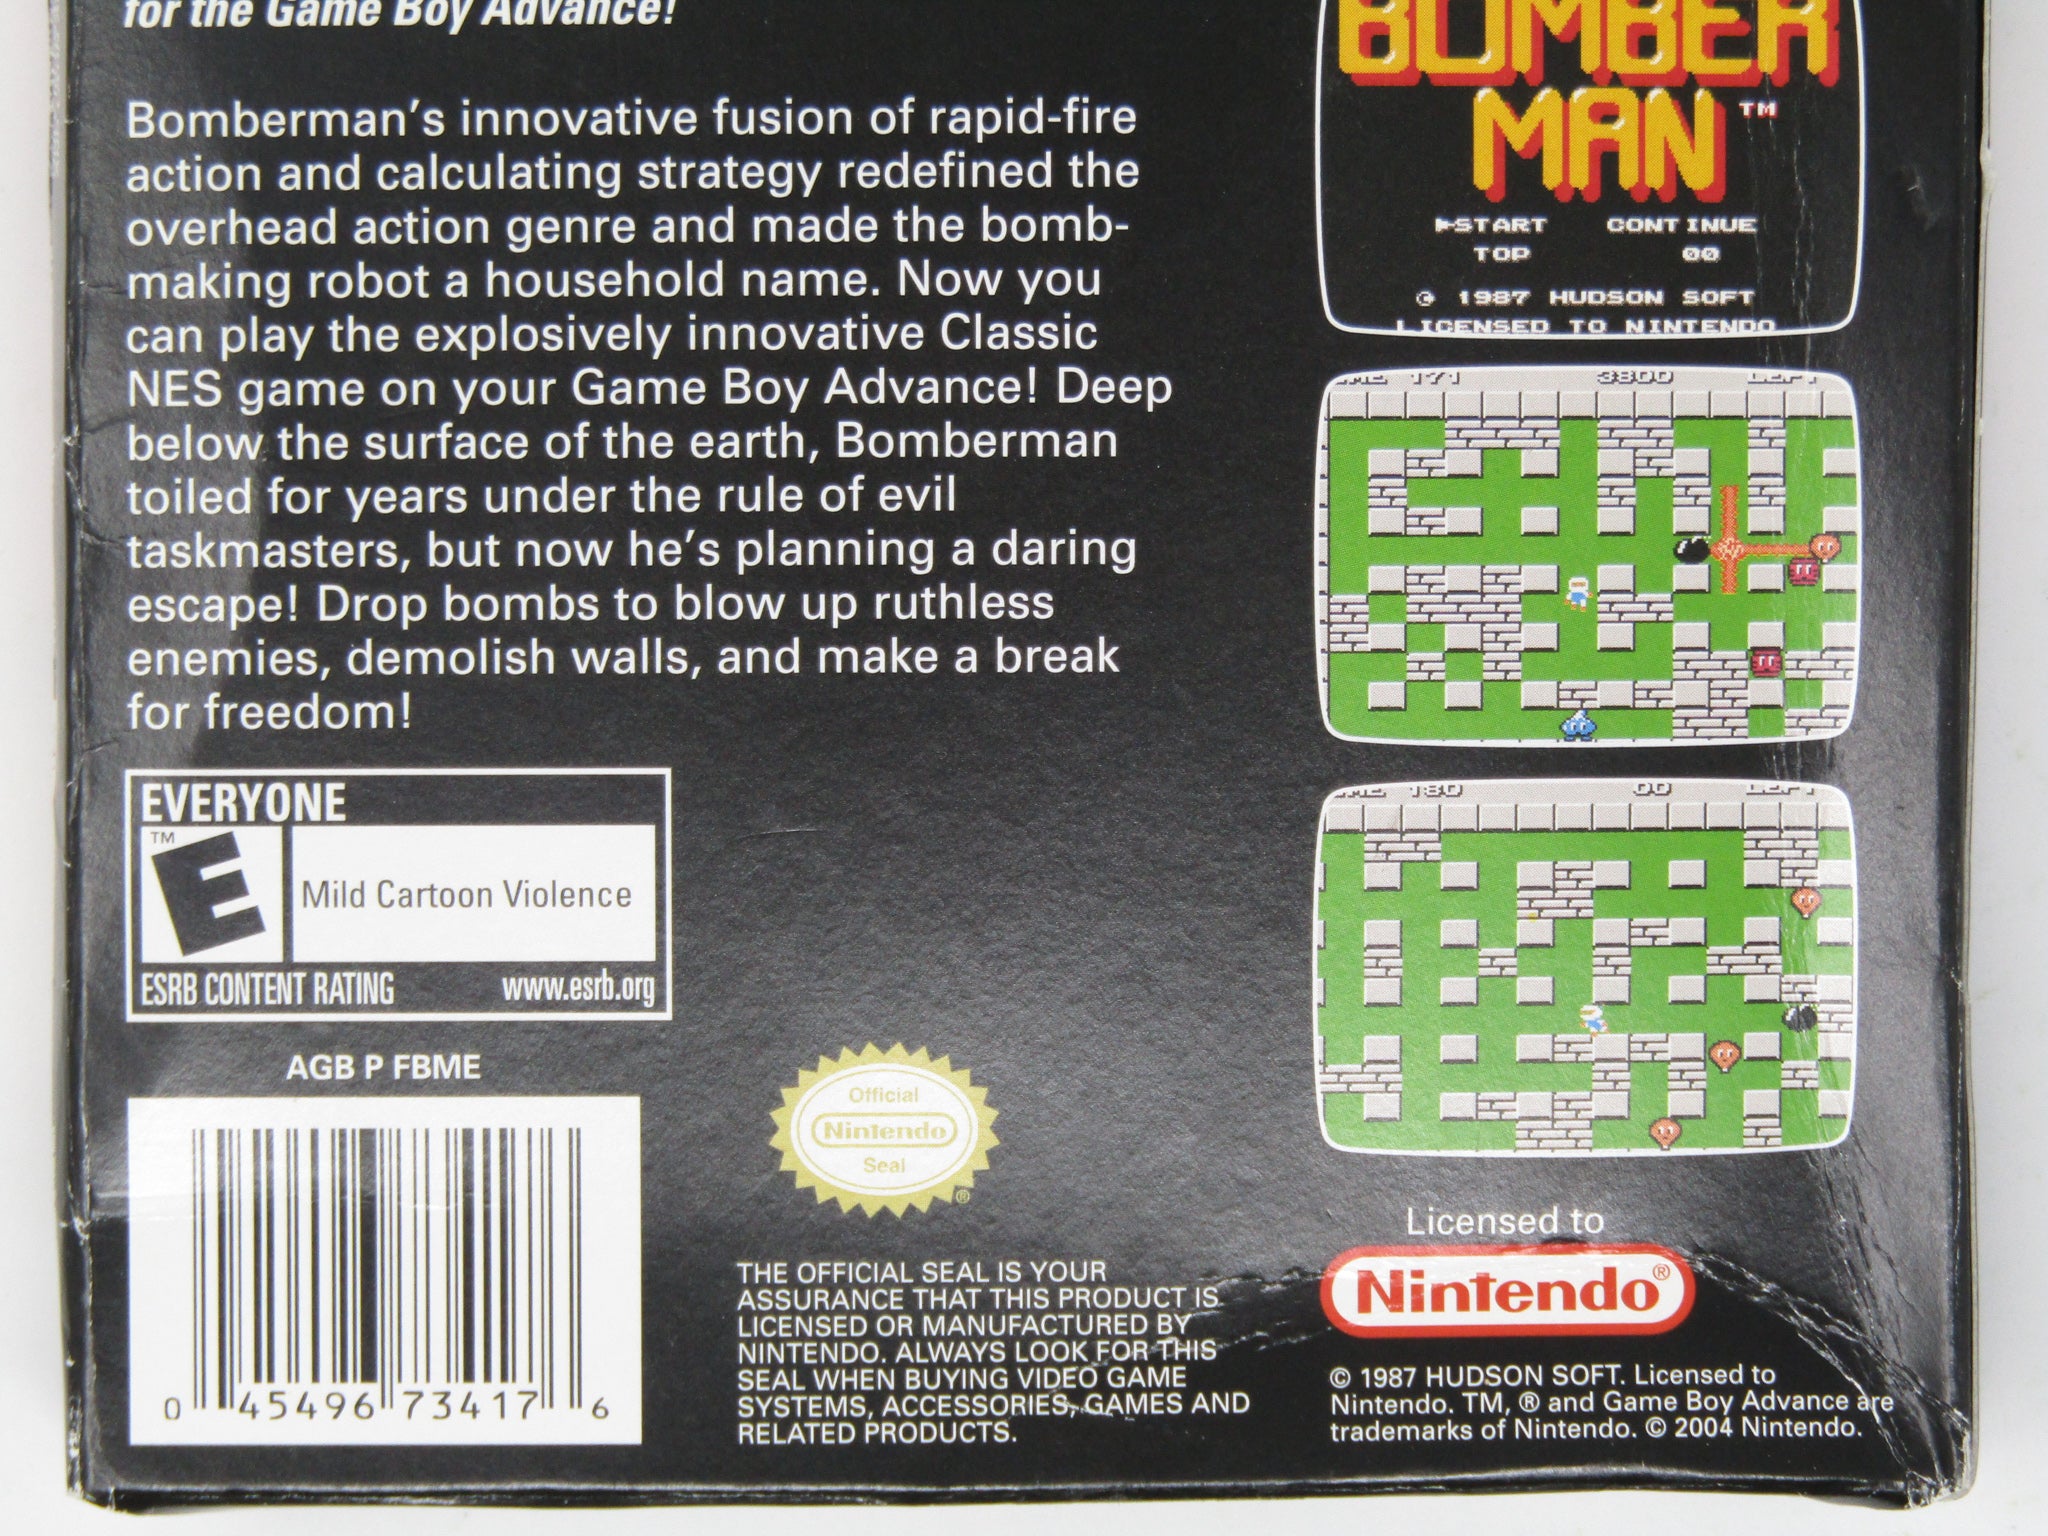 for the Game Boy Advance!
Bomberman's innovative fusion of rapid-fire
action and calculating strategy redefined the
overhead action genre and made the bomb-
making robot a household name. Now you
can play the explosively innovative Classic
NES game on your Game Boy Advance! Deep
below the surface of the earth, Bomberman
toiled for years under the rule of evil
taskmasters, but now he's planning a daring
escape! Drop bombs to blow up ruthless
enemies, demolish walls, and make a break
for freedom!
EVERYONE
TM
E
Mild Cartoon Violence
ESRB CONTENT RATING www.esrb.org
AGB P FBME
0 45496 73417 6
Official
Nintendo
Seal
®
THE OFFICIAL SEAL IS YOUR
ASSURANCE THAT THIS PRODUCT IS
LICENSED OR MANUFACTURED BY
NINTENDO. ALWAYS LOOK FOR THIS
SEAL WHEN BUYING VIDEO GAME
SYSTEMS, ACCESSORIES, GAMES AND
RELATED PRODUCTS.
BOMBER
MAN TM
START CONTINUE
TOP 00
© 1987 HUDSON SOFT
LICENSED TO NINTENDO
171 3800 LEFT
180 00 LEFT
Licensed to
Nintendo®
© 1987 HUDSON SOFT. Licensed to
Nintendo. TM, ® and Game Boy Advance are
trademarks of Nintendo. © 2004 Nintendo.